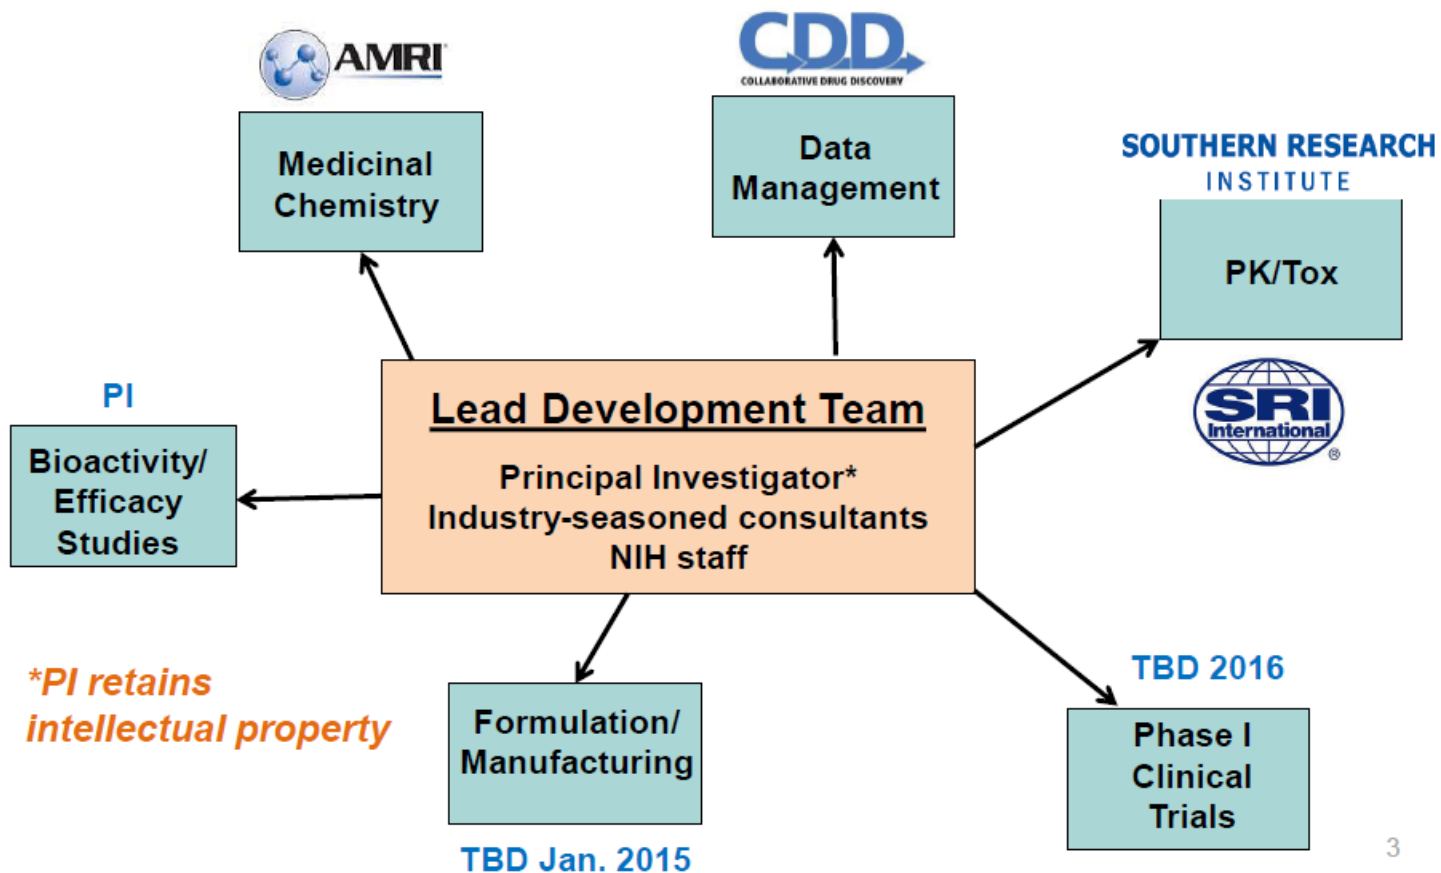 AMRI
CDD
COLLABORATIVE DRUG DISCOVERY
Medicinal
Chemistry
Data
Management
SOUTHERN RESEARCH
INSTITUTE
PK/Tox
SRI
International
®
PI
Bioactivity/
Efficacy
Studies
Lead Development Team
Principal Investigator*
Industry-seasoned consultants
NIH staff
*PI retains
intellectual property
Formulation/
Manufacturing
TBD Jan. 2015
TBD 2016
Phase I
Clinical
Trials
3